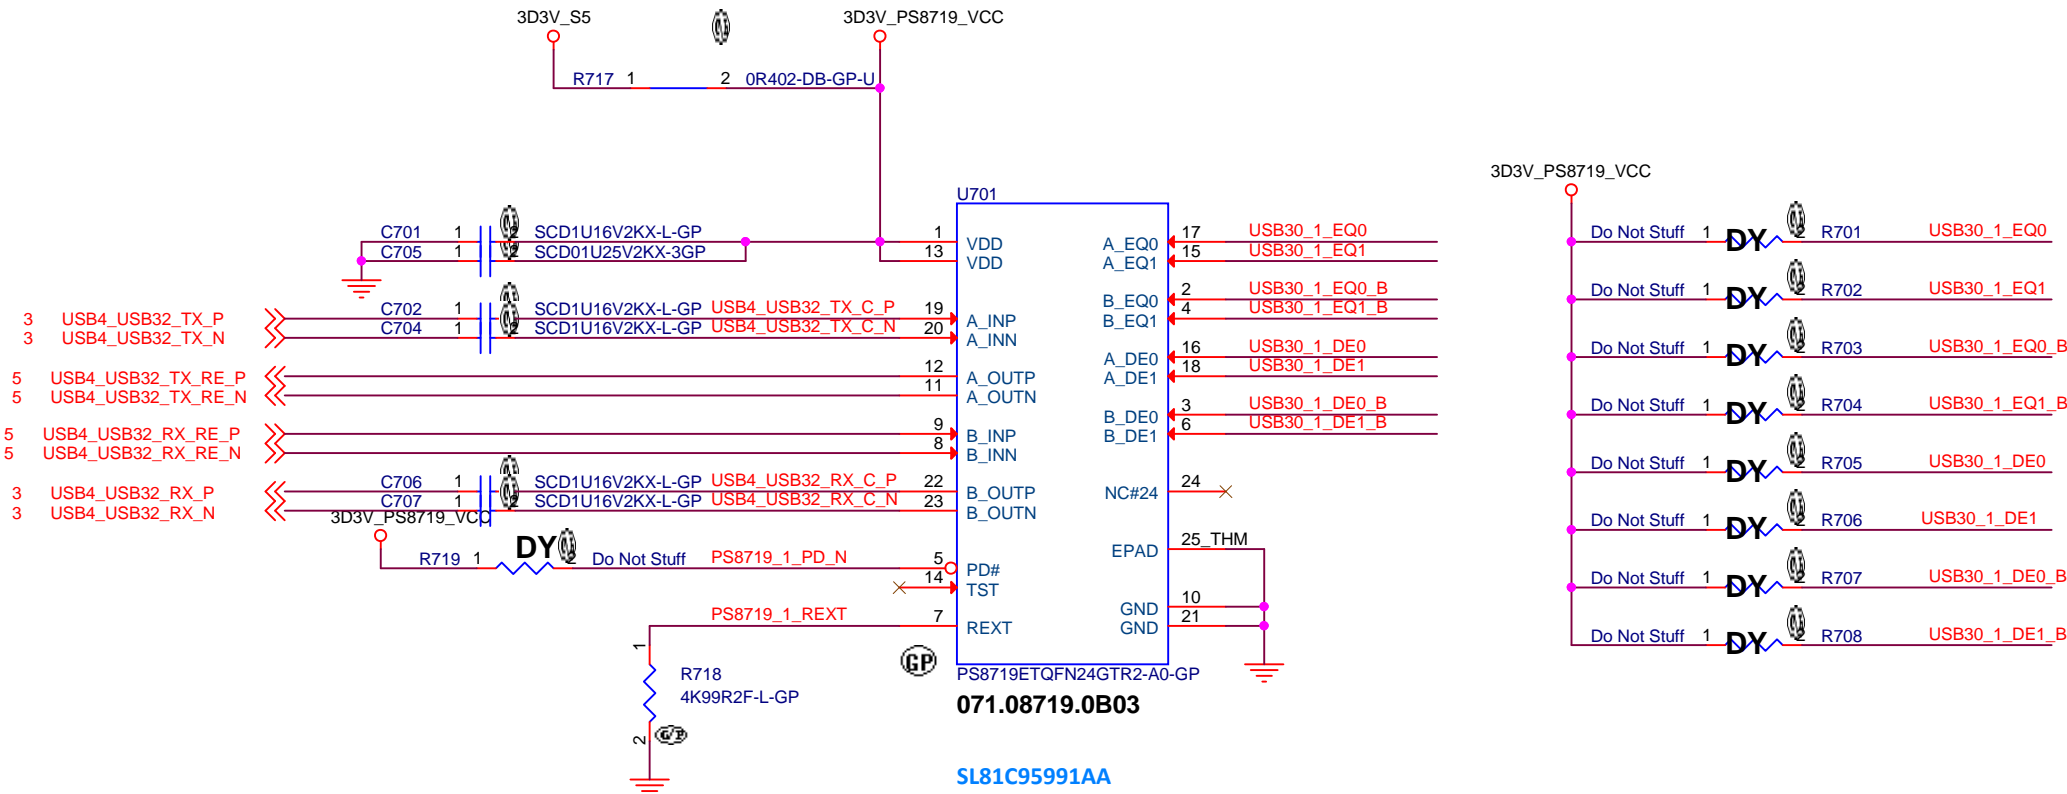 3D3V_S5
3D3V_PS8719_VCC
R717 1 2 0R402-DB-GP-U
3D3V_PS8719_VCC
U701
C701 1 2 SCD1U16V2KX-L-GP
C705 1 2 SCD01U25V2KX-3GP
1 VDD
13 VDD
3 USB4_USB32_TX_P C702 1 2 SCD1U16V2KX-L-GP USB4_USB32_TX_C_P 19 A_INP
3 USB4_USB32_TX_N C704 1 2 SCD1U16V2KX-L-GP USB4_USB32_TX_C_N 20 A_INN
5 USB4_USB32_TX_RE_P 12 A_OUTP
5 USB4_USB32_TX_RE_N 11 A_OUTN
5 USB4_USB32_RX_RE_P 9 B_INP
5 USB4_USB32_RX_RE_N 8 B_INN
3 USB4_USB32_RX_P C706 1 2 SCD1U16V2KX-L-GP USB4_USB32_RX_C_P 22 B_OUTP
3 USB4_USB32_RX_N C707 1 2 SCD1U16V2KX-L-GP USB4_USB32_RX_C_N 23 B_OUTN
3D3V_PS8719_VCC
R719 1 DY 2 Do Not Stuff PS8719_1_PD_N 5 PD#
14 TST
PS8719_1_REXT 7 REXT
1
R718
4K99R2F-L-GP
2
G/P
GP
A_EQ0 17 USB30_1_EQ0
A_EQ1 15 USB30_1_EQ1
B_EQ0 2 USB30_1_EQ0_B
B_EQ1 4 USB30_1_EQ1_B
A_DE0 16 USB30_1_DE0
A_DE1 18 USB30_1_DE1
B_DE0 3 USB30_1_DE0_B
B_DE1 6 USB30_1_DE1_B
NC#24 24
EPAD 25_THM
GND 10
GND 21
PS8719ETQFN24GTR2-A0-GP
071.08719.0B03
SL81C95991AA
Do Not Stuff 1 DY 2 R701 USB30_1_EQ0
Do Not Stuff 1 DY 2 R702 USB30_1_EQ1
Do Not Stuff 1 DY 2 R703 USB30_1_EQ0_B
Do Not Stuff 1 DY 2 R704 USB30_1_EQ1_B
Do Not Stuff 1 DY 2 R705 USB30_1_DE0
Do Not Stuff 1 DY 2 R706 USB30_1_DE1
Do Not Stuff 1 DY 2 R707 USB30_1_DE0_B
Do Not Stuff 1 DY 2 R708 USB30_1_DE1_B